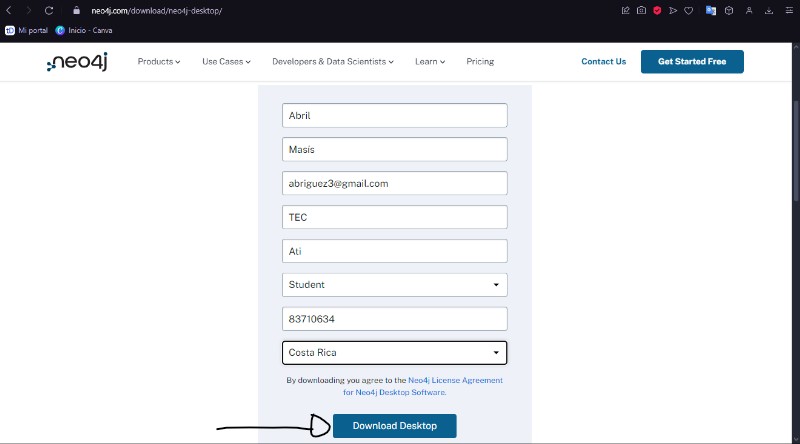 neo4j.com/download/neo4j-desktop/
Mi portal Inicio - Canva
neo4j Products Use Cases Developers & Data Scientists Learn Pricing Contact Us Get Started Free
Abril
Masís
abriguez3@gmail.com
TEC
Ati
Student
83710634
Costa Rica
By downloading you agree to the Neo4j License Agreement
for Neo4j Desktop Software.
Download Desktop